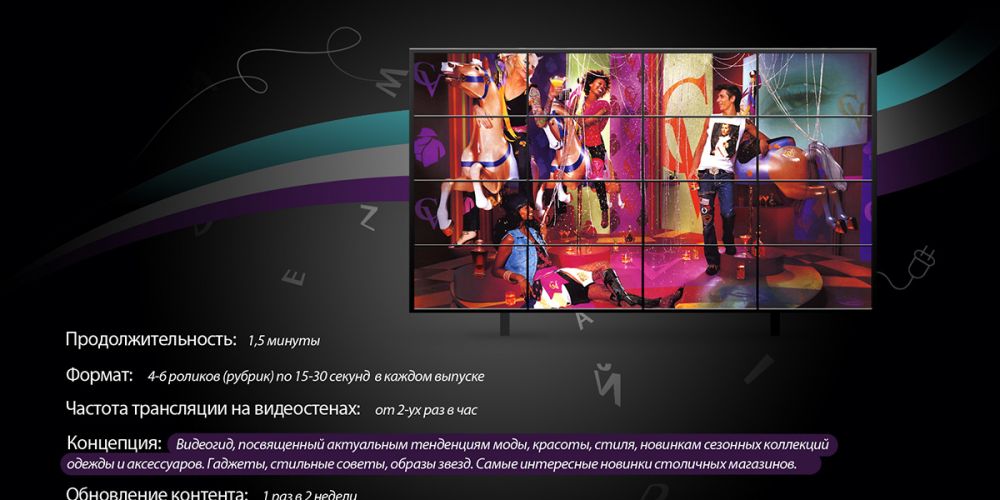 Продолжительность: 1,5 минуты
Формат: 4-6 роликов (рубрик) по 15-30 секунд в каждом выпуске
Частота трансляции на видеостенах: от 2-ух раз в час
Концепция: Видеогид, посвященный актуальным тенденциям моды, красоты, стиля, новинкам сезонных коллекций
одежды и аксессуаров. Гаджеты, стильные советы, образы звезд. Самые интересные новинки столичных магазинов.
Обновление контента: 1 раз в 2 недели